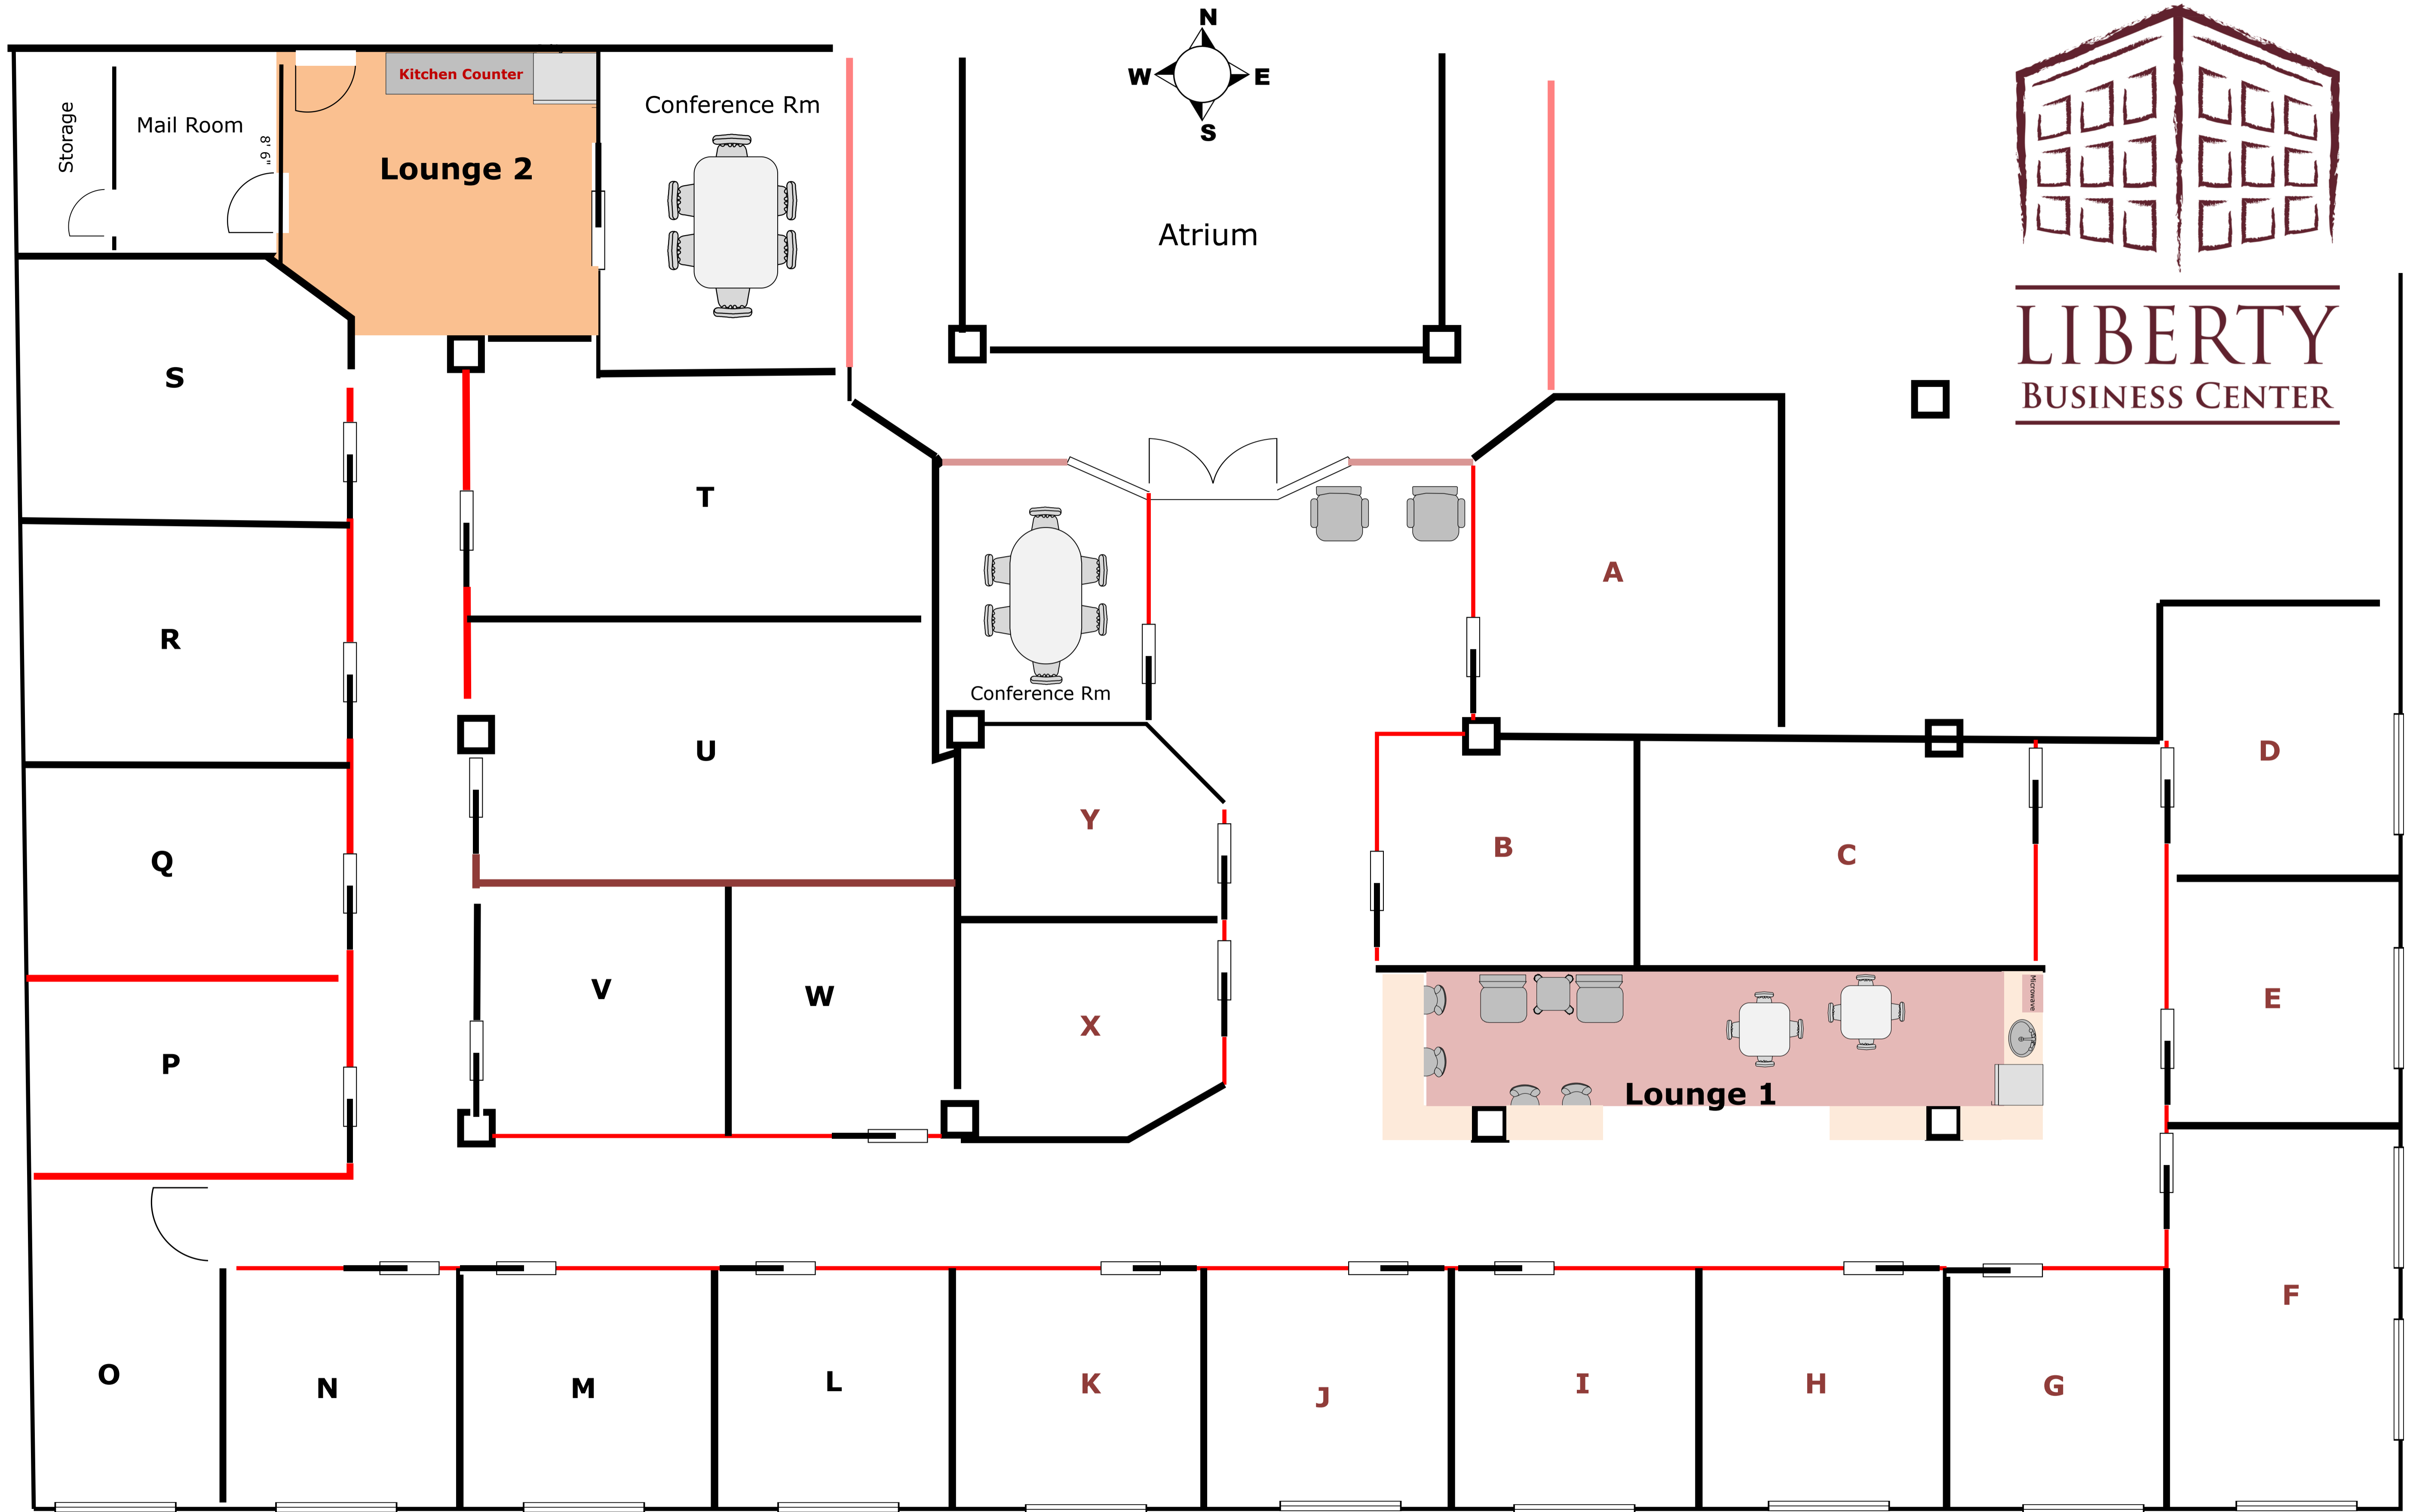 N
W E
S
Kitchen Counter
Storage
Mail Room
8' 6"
Lounge 2
Conference Rm
Atrium
LIBERTY
BUSINESS CENTER
S
T
A
R
Conference Rm
U
D
Y
B
C
Q
V
W
X
E
P
Microwave
Lounge 1
F
O
N
M
L
K
J
I
H
G